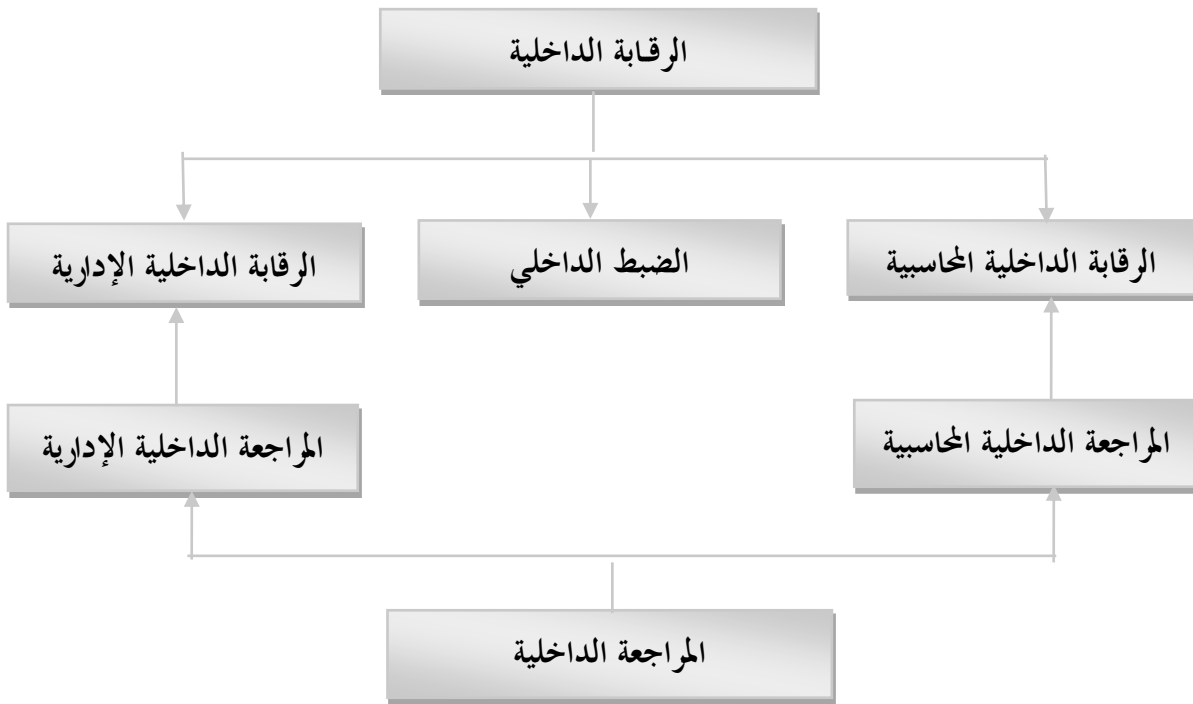 الرقابة الداخلية
الرقابة الداخلية المحاسبية
الضبط الداخلي
الرقابة الداخلية الإدارية
المراجعة الداخلية المحاسبية
المراجعة الداخلية الإدارية
المراجعة الداخلية